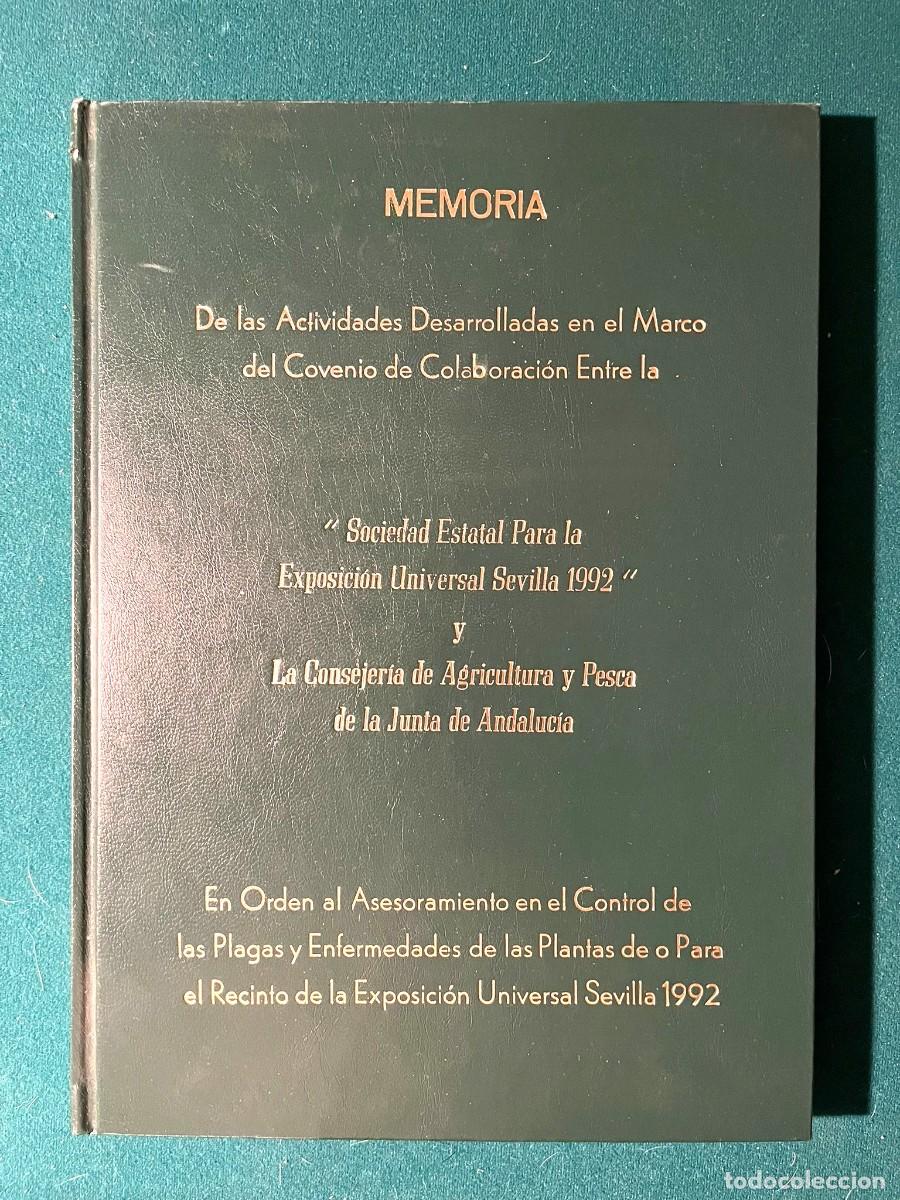 MEMORIA
De las Actividades Desarrolladas en el Marco
del Covenio de Colaboración Entre la
“ Sociedad Estatal Para la
Exposición Universal Sevilla 1992 “
y
La Consejería de Agricultura y Pesca
de la Junta de Andalucía
En Orden al Asesoramiento en el Control de
las Plagas y Enfermedades de las Plantas de o Para
el Recinto de la Exposición Universal Sevilla 1992
todocoleccion